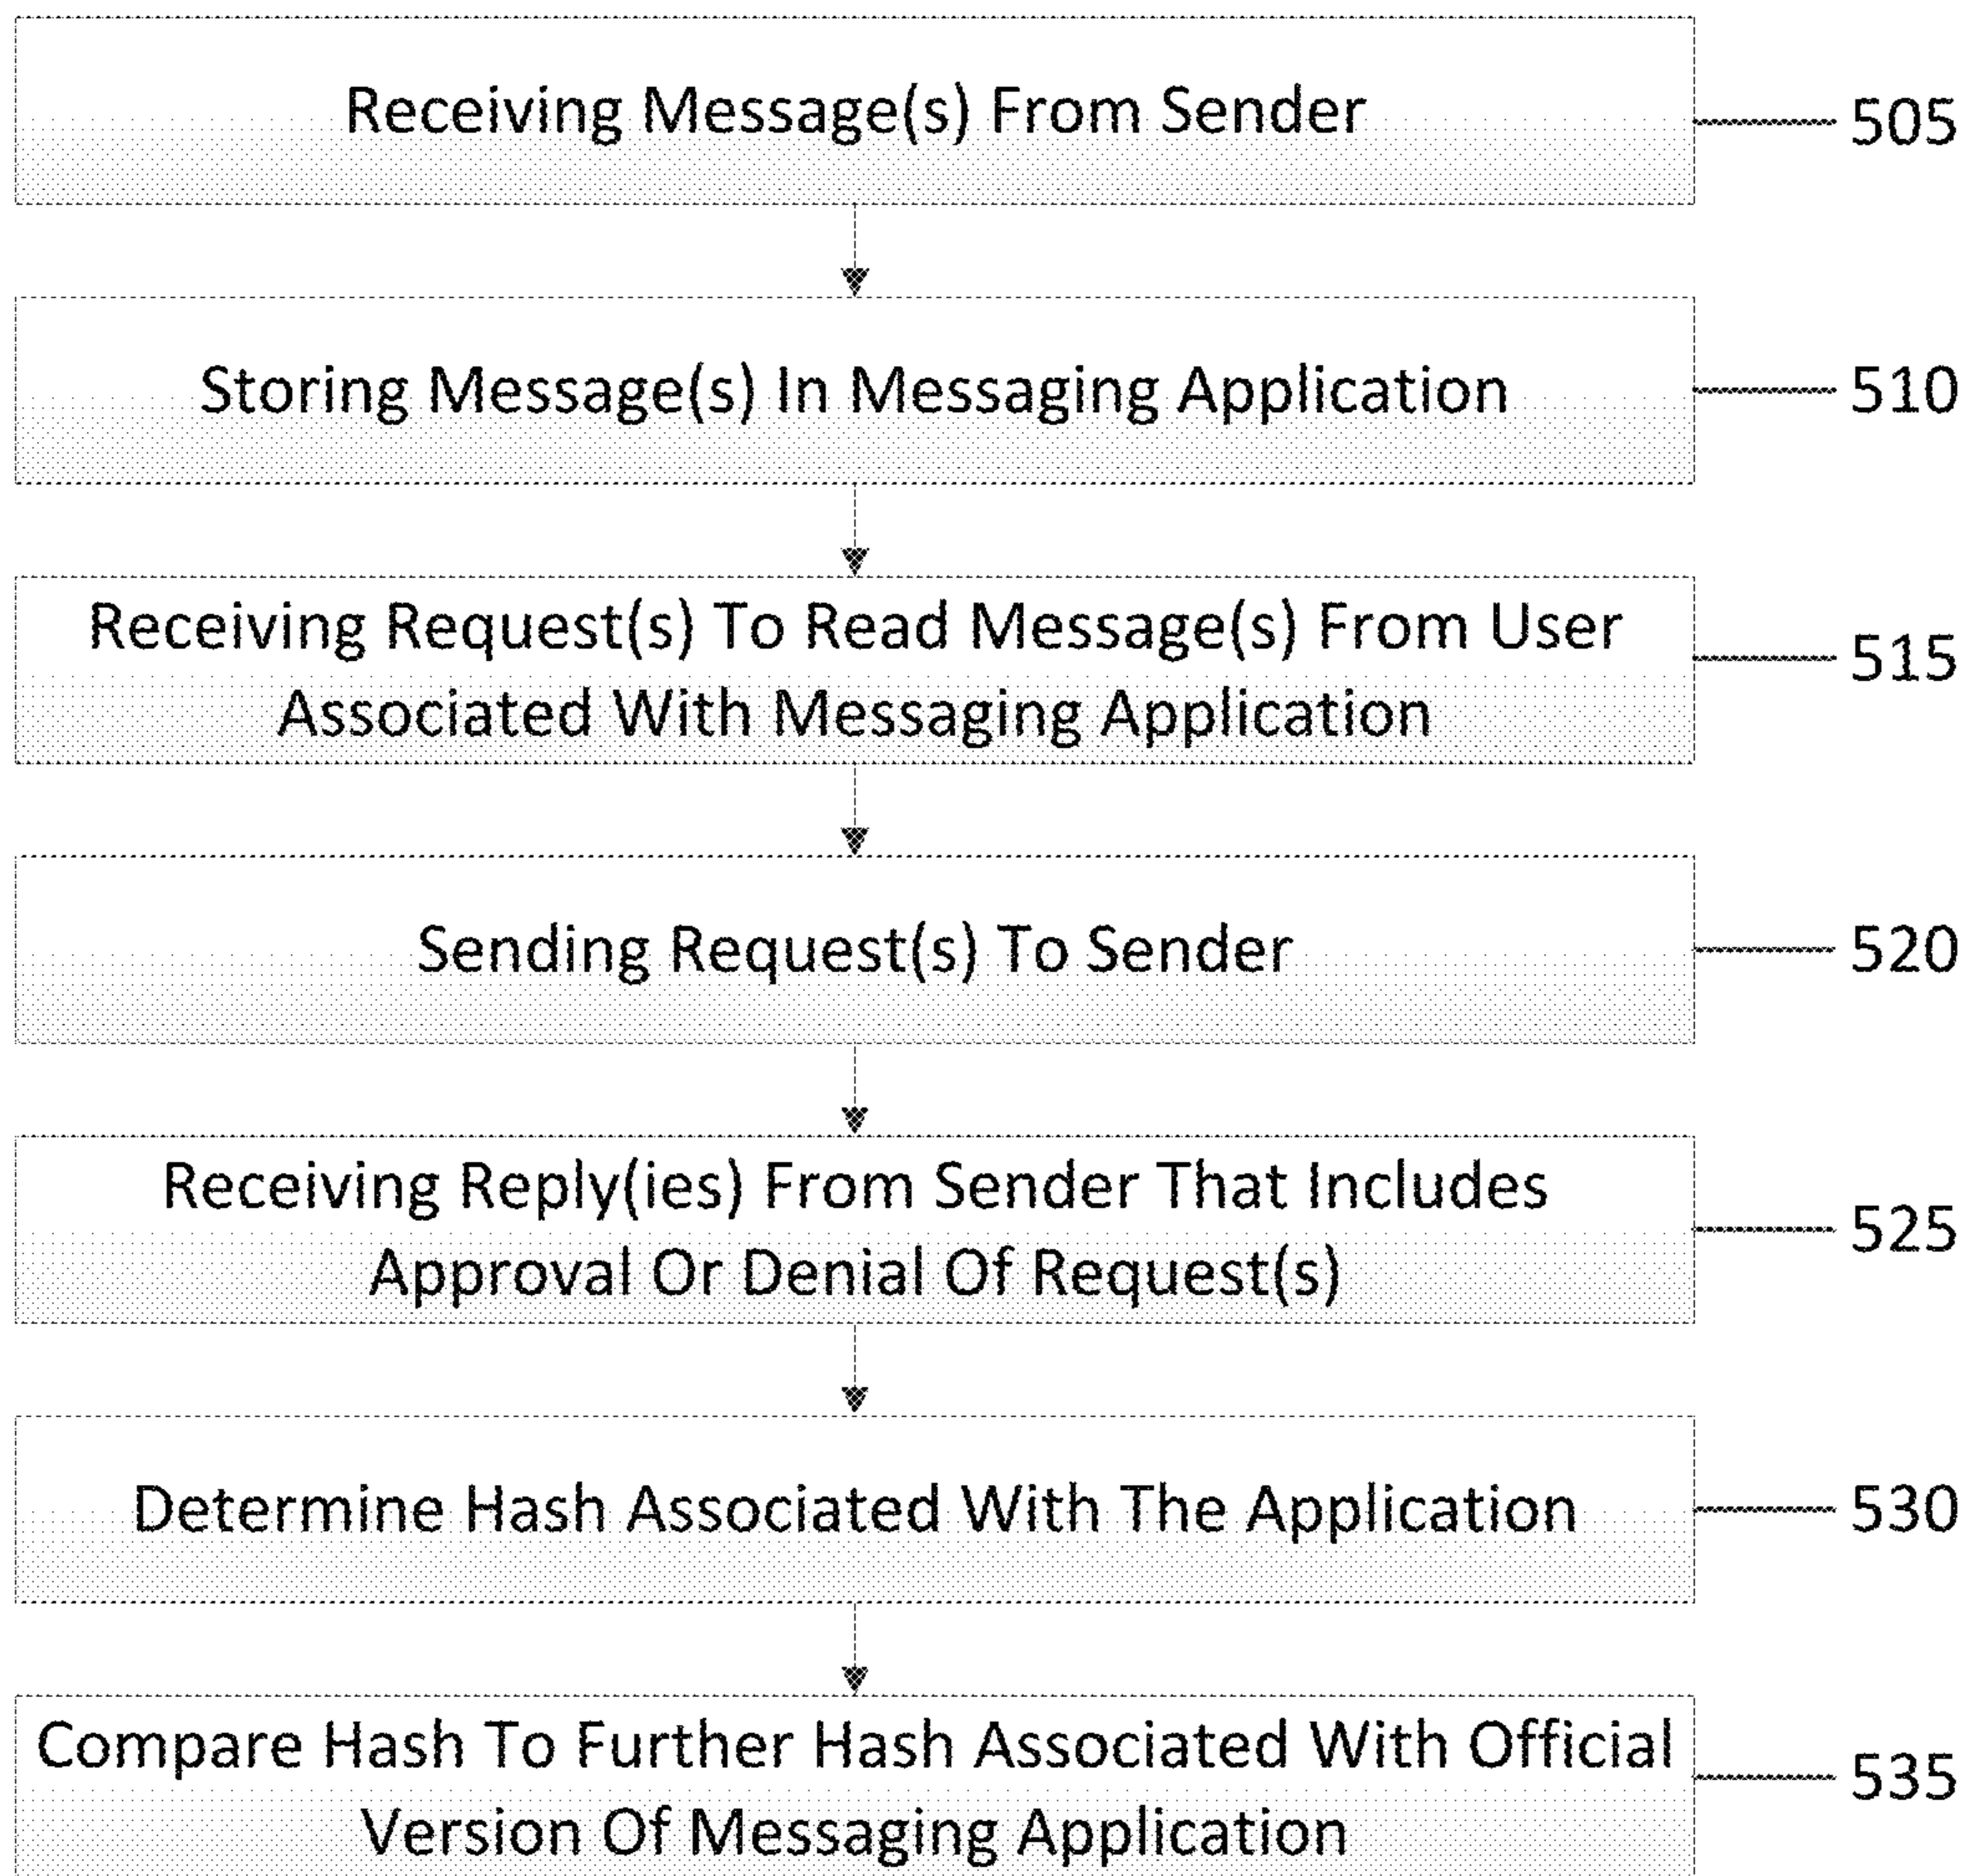 Receiving Message(s) From Sender
505
Storing Message(s) In Messaging Application
510
Receiving Request(s) To Read Message(s) From User
Associated With Messaging Application
515
Sending Request(s) To Sender
520
Receiving Reply(ies) From Sender That Includes
Approval Or Denial Of Request(s)
525
Determine Hash Associated With The Application
530
Compare Hash To Further Hash Associated With Official
Version Of Messaging Application
535